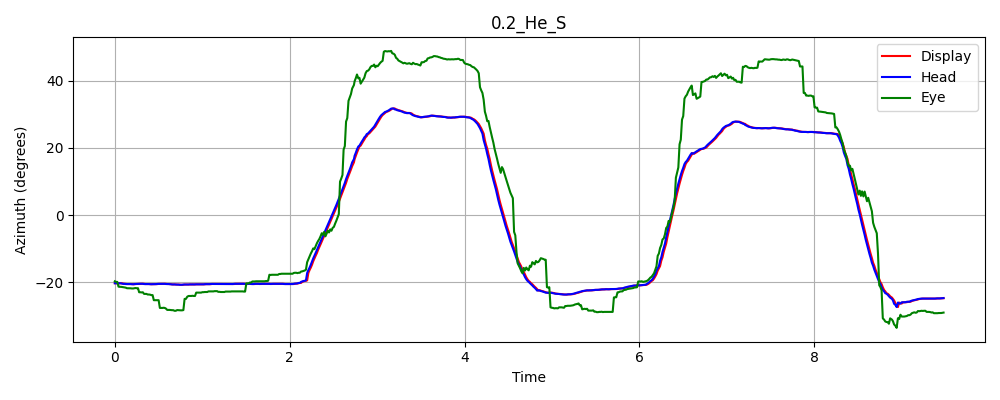 0.2_He_S
Display
Head
Eye
Azimuth (degrees)
40
20
0
−20
0 2 4 6 8
Time